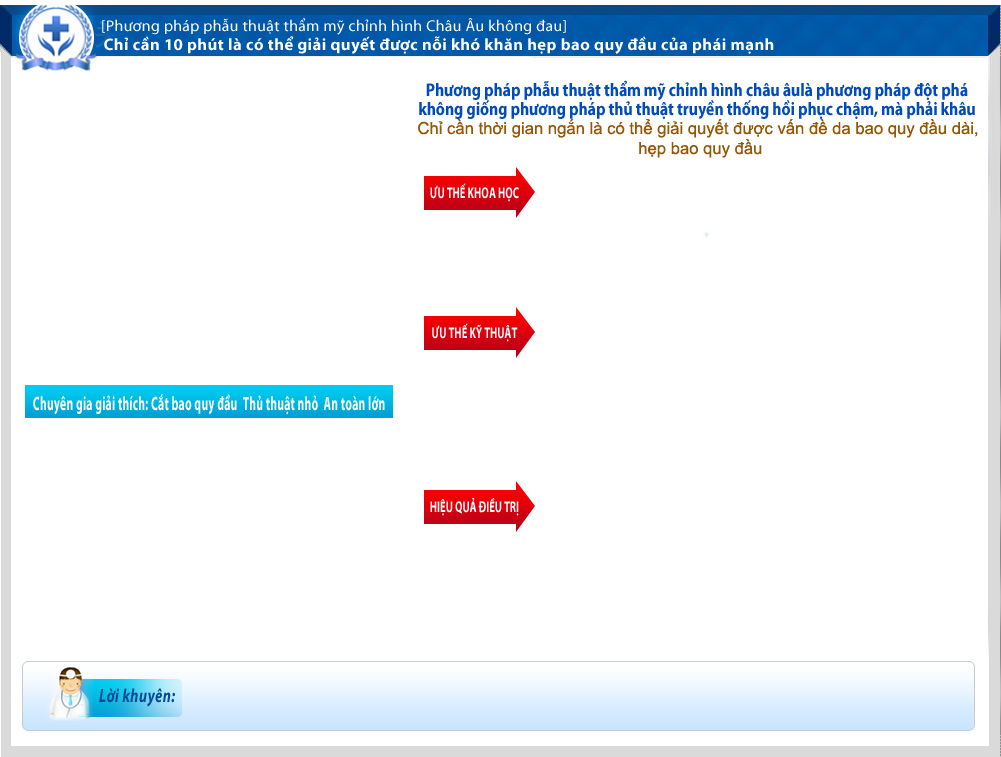 [Phương pháp phẫu thuật thẩm mỹ chỉnh hình Châu Âu không đau]
Chỉ cần 10 phút là có thể giải quyết được nỗi khó khăn hẹp bao quy đầu của phái mạnh
Phương pháp phẫu thuật thẩm mỹ chỉnh hình châu âulà phương pháp đột phá
không giống phương pháp thủ thuật truyền thống hồi phục chậm, mà phải khâu
Chỉ cần thời gian ngắn là có thể giải quyết được vấn đề da bao quy đầu dài,
hẹp bao quy đầu
ƯU THẾ KHOA HỌC
ƯU THẾ KỸ THUẬT
Chuyên gia giải thích: Cắt bao quy đầu Thủ thuật nhỏ An toàn lớn
HIỆU QUẢ ĐIỀU TRỊ
Lời khuyên: